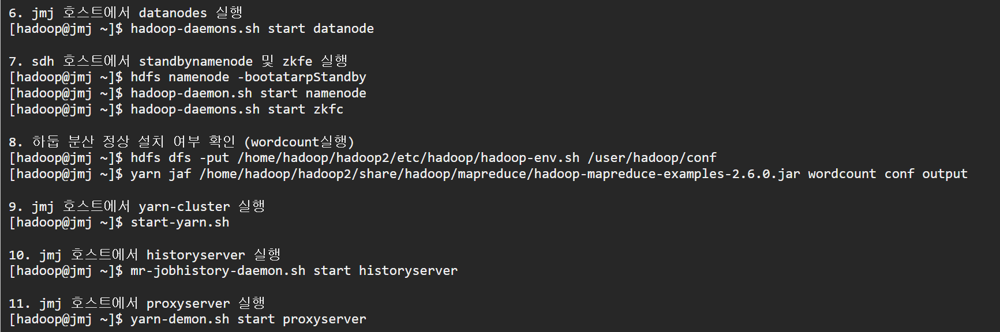 6. jmj 호스트에서 datanodes 실행
[hadoop@jmj ~]$ hadoop-daemons.sh start datanode
7. sdh 호스트에서 standbynamenode 및 zkfe 실행
[hadoop@jmj ~]$ hdfs namenode -bootatarpStandby
[hadoop@jmj ~]$ hadoop-daemon.sh start namenode
[hadoop@jmj ~]$ hadoop-daemons.sh start zkfc
8. 하둡 분산 정상 설치 여부 확인 (wordcount실행)
[hadoop@jmj ~]$ hdfs dfs -put /home/hadoop/hadoop2/etc/hadoop/hadoop-env.sh /user/hadoop/conf
[hadoop@jmj ~]$ yarn jaf /home/hadoop/hadoop2/share/hadoop/mapreduce/hadoop-mapreduce-examples-2.6.0.jar wordcount conf output
9. jmj 호스트에서 yarn-cluster 실행
[hadoop@jmj ~]$ start-yarn.sh
10. jmj 호스트에서 historyserver 실행
[hadoop@jmj ~]$ mr-jobhistory-daemon.sh start historyserver
11. jmj 호스트에서 proxyserver 실행
[hadoop@jmj ~]$ yarn-demon.sh start proxyserver